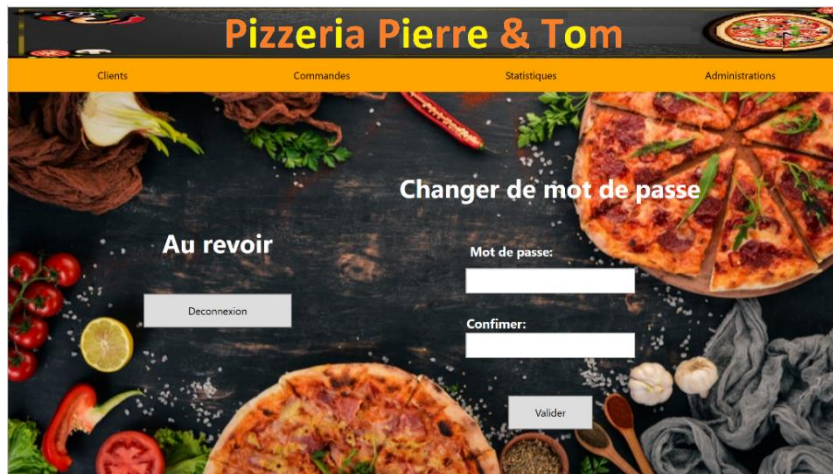 Pizzeria Pierre & Tom
Clients Commandes Statistiques Administrations
Changer de mot de passe
Au revoir
Mot de passe:
Deconnexion
Confimer:
Valider